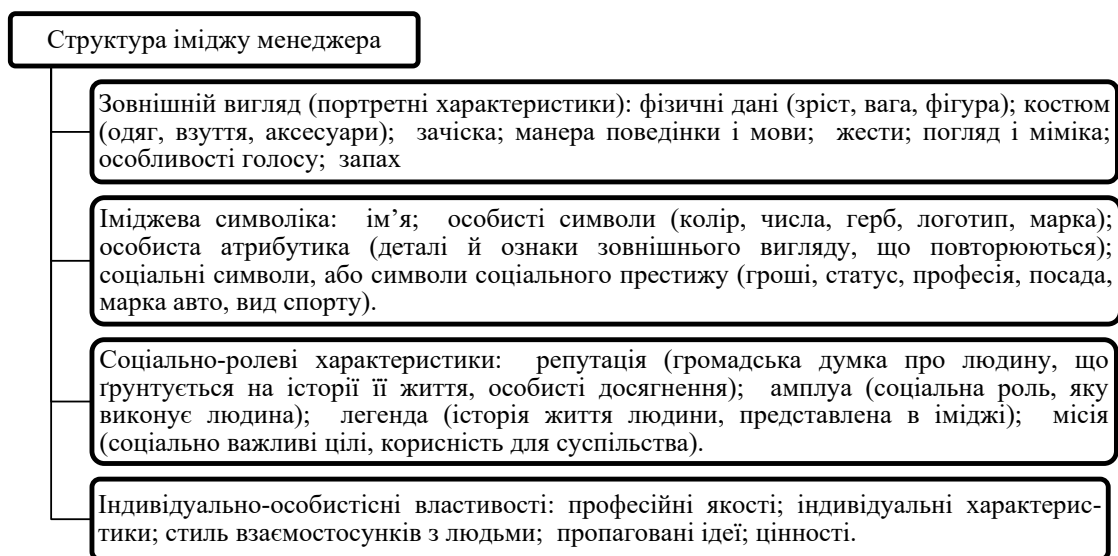 Структура іміджу менеджера
Зовнішній вигляд (портретні характеристики): фізичні дані (зріст, вага, фігура); костюм
(одяг, взуття, аксесуари); зачіска; манера поведінки і мови; жести; погляд і міміка;
особливості голосу; запах
Іміджева символіка: ім’я; особисті символи (колір, числа, герб, логотип, марка);
особиста атрибутика (деталі й ознаки зовнішнього вигляду, що повторюються);
соціальні символи, або символи соціального престижу (гроші, статус, професія, посада,
марка авто, вид спорту).
Соціально-ролеві характеристики: репутація (громадська думка про людину, що
ґрунтується на історії її життя, особисті досягнення); амплуа (соціальна роль, яку
виконує людина); легенда (історія життя людини, представлена в іміджі); місія
(соціально важливі цілі, корисність для суспільства).
Індивідуально-особистісні властивості: професійні якості; індивідуальні характерис-
тики; стиль взаємостосунків з людьми; пропаговані ідеї; цінності.